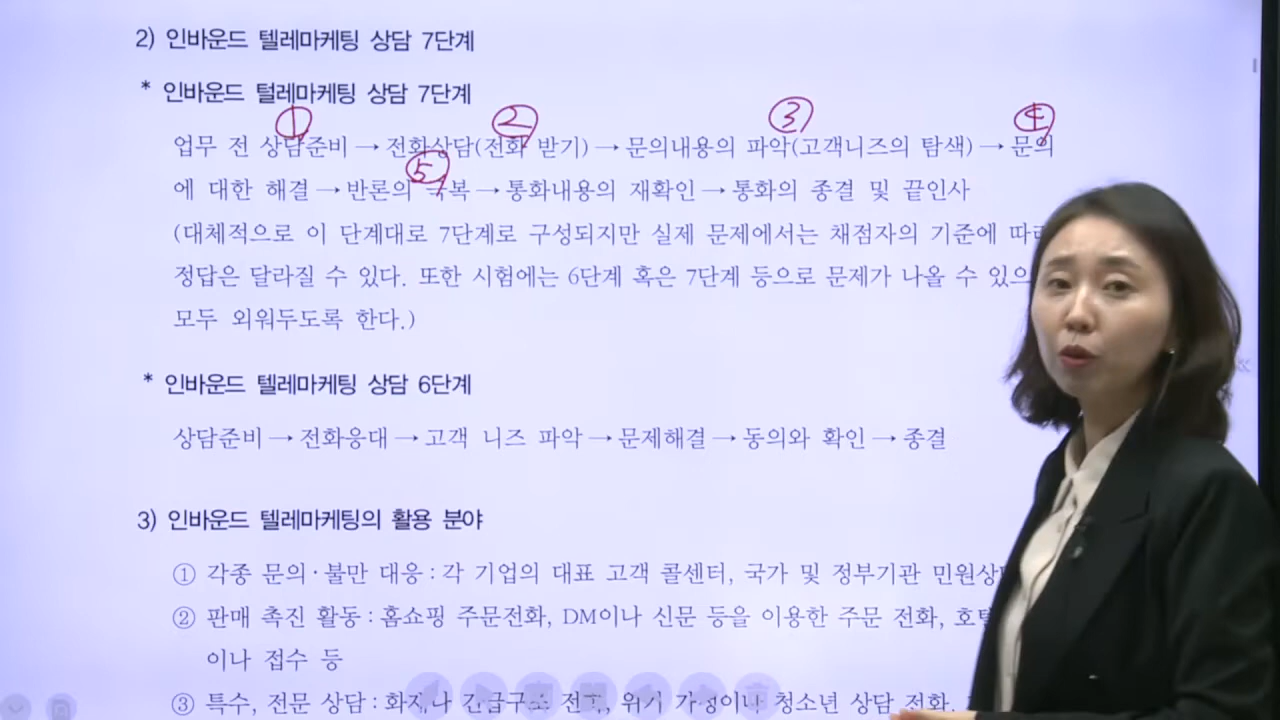 2) 인바운드 텔레마케팅 상담 7단계
* 인바운드 텔레마케팅 상담 7단계
① ② ③ ④
업무 전 상담준비 → 전화상담(전화 받기) → 문의내용의 파악(고객니즈의 탐색) → 문의
⑤
에 대한 해결 → 반론의 극복 → 통화내용의 재확인 → 통화의 종결 및 끝인사
(대체적으로 이 단계대로 7단계로 구성되지만 실제 문제에서는 채점자의 기준에
정답은 달라질 수 있다. 또한 시험에는 6단계 혹은 7단계 등으로 문제가 나올 수
모두 외워두도록 한다.)
* 인바운드 텔레마케팅 상담 6단계
상담준비 → 전화응대 → 고객 니즈 파악 → 문제해결 → 동의와 확인 → 종결
3) 인바운드 텔레마케팅의 활용 분야
① 각종 문의·불만 대응 : 각 기업의 대표 고객 콜센터, 국가 및 정부기관
② 판매 촉진 활동 : 홈쇼핑 주문전화, DM이나 신문 등을 이용한 주문 전화,
이나 접수 등
③ 특수, 전문 상담 : 화재나 긴급구조 전화, 위기 가정이나 청소년 상담 전화,